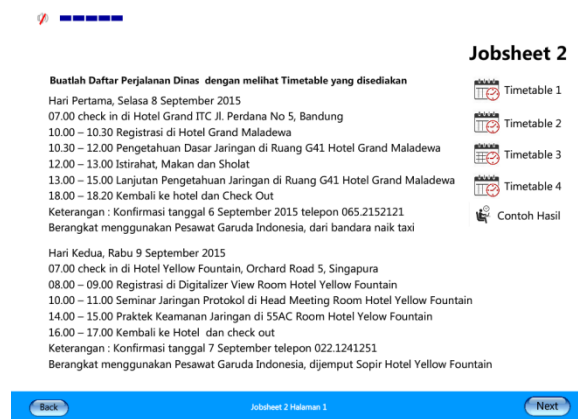 Jobsheet 2
Buatlah Daftar Perjalanan Dinas dengan melihat Timetable yang disediakan
Hari Pertama, Selasa 8 September 2015
07.00 check in di Hotel Grand ITC Jl. Perdana No 5, Bandung
10.00 – 10.30 Registrasi di Hotel Grand Maladewa
10.30 – 12.00 Pengetahuan Dasar Jaringan di Ruang G41 Hotel Grand Maladewa
12.00 – 13.00 Istirahat, Makan dan Sholat
13.00 – 15.00 Lanjutan Pengetahuan Jaringan di Ruang G41 Hotel Grand Maladewa
18.00 – 18.20 Kembali ke hotel dan Check Out
Keterangan : Konfirmasi tanggal 6 September 2015 telepon 065.2152121
Berangkat menggunakan Pesawat Garuda Indonesia, dari bandara naik taxi
Hari Kedua, Rabu 9 September 2015
07.00 check in di Hotel Yellow Fountain, Orchard Road 5, Singapura
08.00 – 09.00 Registrasi di Digitalizer View Room Hotel Yellow Fountain
10.00 – 11.00 Seminar Jaringan Protokol di Head Meeting Room Hotel Yellow Fountain
14.00 – 15.00 Praktek Keamanan Jaringan di 55AC Room Hotel Yelow Fountain
16.00 – 17.00 Kembali ke Hotel dan check out
Keterangan : Konfirmasi tanggal 7 September telepon 022.1241251
Berangkat menggunakan Pesawat Garuda Indonesia, dijemput Sopir Hotel Yellow Fountain
Timetable 1
Timetable 2
Timetable 3
Timetable 4
Contoh Hasil
Back
Jobsheet 2 Halaman 1
Next